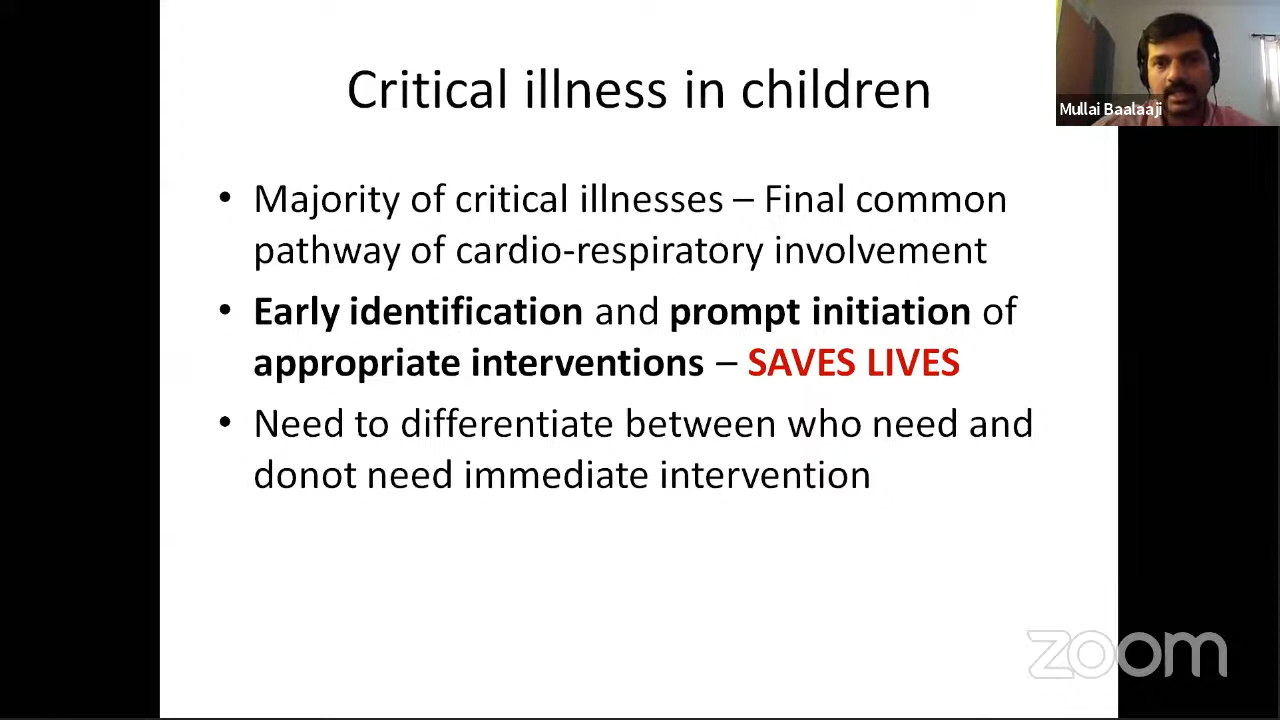 Critical illness in children
Mullai Baalaaji
• Majority of critical illnesses – Final common
pathway of cardio-respiratory involvement
• Early identification and prompt initiation of
appropriate interventions – SAVES LIVES
• Need to differentiate between who need and
donot need immediate intervention
zoom